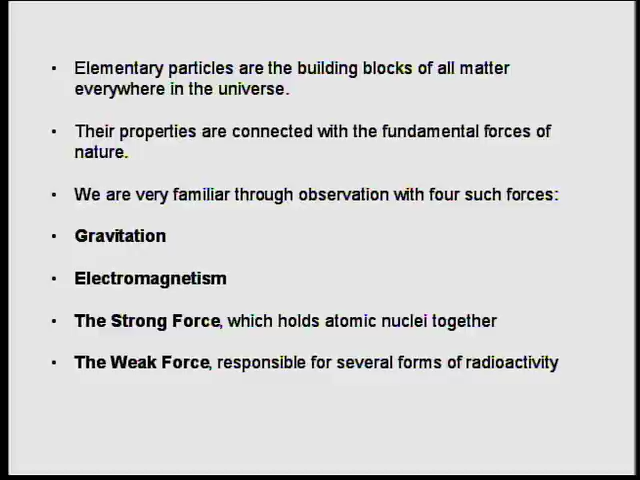 • Elementary particles are the building blocks of all matter
everywhere in the universe.
• Their properties are connected with the fundamental forces of
nature.
• We are very familiar through observation with four such forces:
• Gravitation
• Electromagnetism
• The Strong Force, which holds atomic nuclei together
• The Weak Force, responsible for several forms of radioactivity